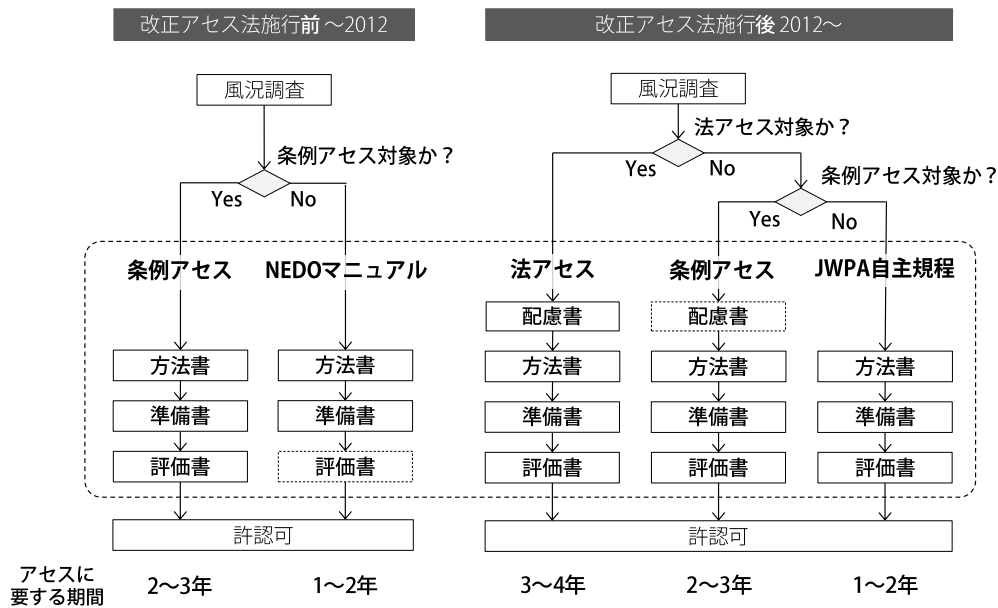 改正アセス法施行前 ～2012
風況調査
条例アセス対象か？
Yes
No
条例アセス
NEDOマニュアル
方法書
方法書
準備書
準備書
評価書
評価書
許認可
改正アセス法施行後 2012～
風況調査
法アセス対象か？
Yes
No
条例アセス対象か？
Yes
No
法アセス
条例アセス
JWPA自主規程
配慮書
配慮書
方法書
方法書
方法書
準備書
準備書
準備書
評価書
評価書
評価書
許認可
アセスに
要する期間
2～3年
1～2年
3～4年
2～3年
1～2年